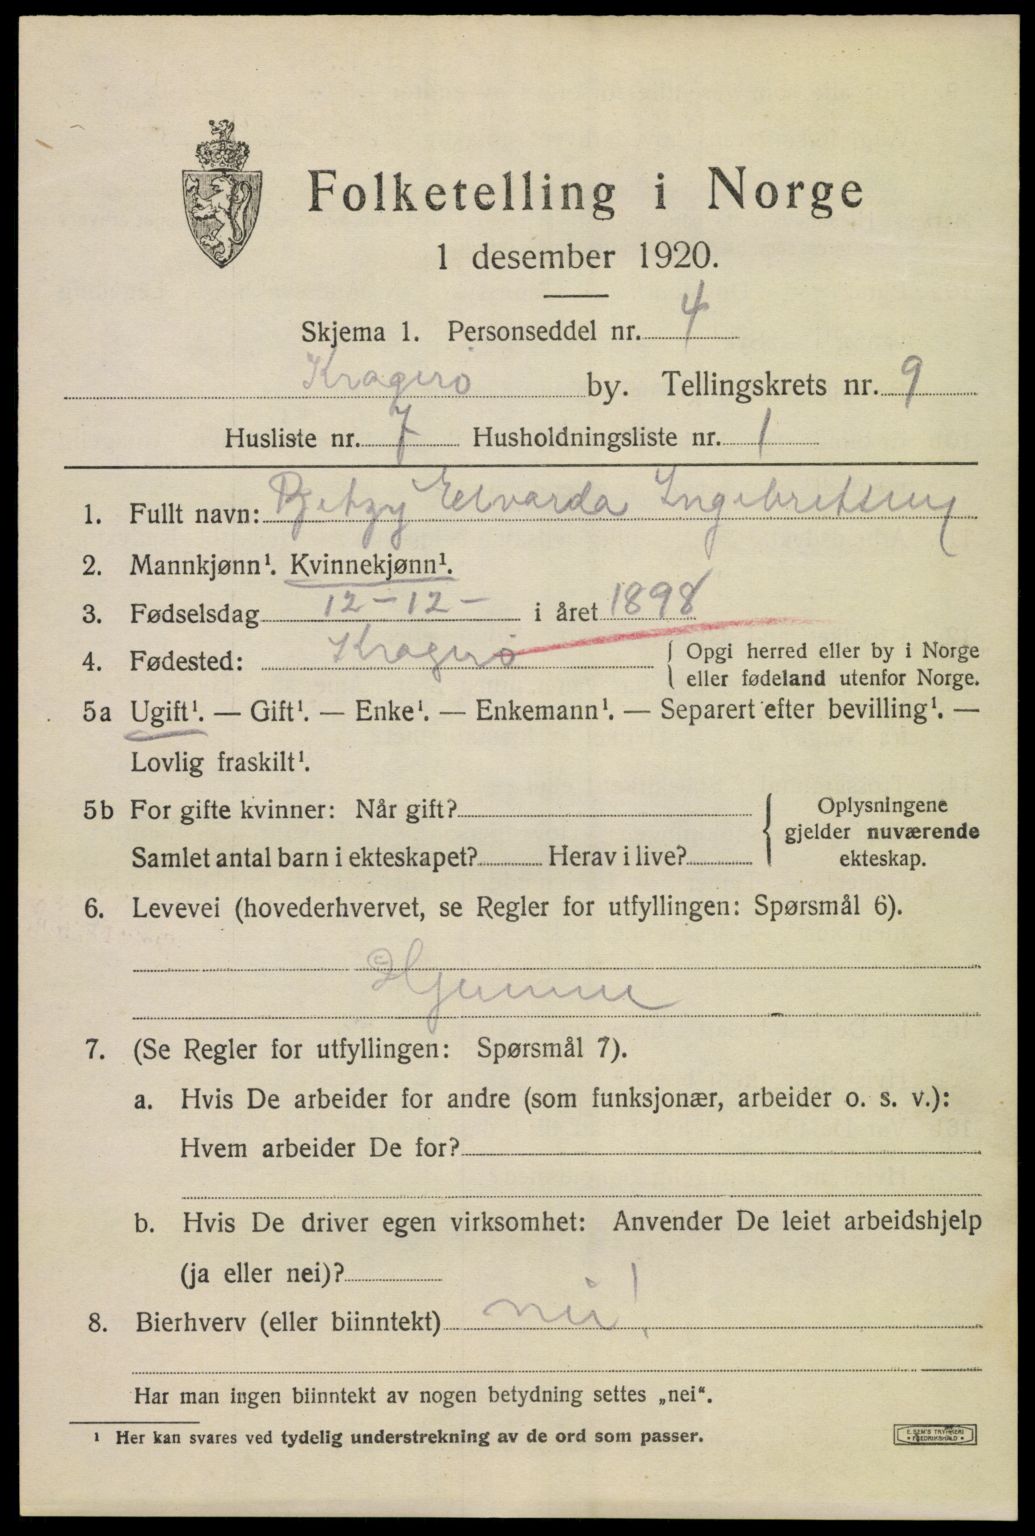 Folketelling i Norge
1 desember 1920.
Skjema 1. Personseddel nr. 4
Kragerø by. Tellingskrets nr. 9
Husliste nr. 7 Husholdningsliste nr. 1
1. Fullt navn: Betzy Edvarda Ingebretsen
2. Mannkjønn¹. Kvinnekjønn¹.
3. Fødselsdag 12-12- i året 1898
4. Fødested: Kragerø { Opgi herred eller by i Norge
eller fødeland utenfor Norge.
5a Ugift¹. — Gift¹. — Enke¹. — Enkemann¹. — Separert efter bevilling¹. —
Lovlig fraskilt¹.
5b For gifte kvinner: Når gift?
Samlet antal barn i ekteskapet? Herav i live?
Oplysningene
gjelder nuværende
ekteskap.
6. Levevei (hovederhvervet, se Regler for utfyllingen: Spørsmål 6).
Hjemme
7. (Se Regler for utfyllingen: Spørsmål 7).
a. Hvis De arbeider for andre (som funksjonær, arbeider o. s. v.):
Hvem arbeider De for?
b. Hvis De driver egen virksomhet: Anvender De leiet arbeidshjelp
(ja eller nei)?
8. Bierhverv (eller biinntekt) nei!
Har man ingen biinntekt av nogen betydning settes „nei“.
¹ Her kan svares ved tydelig understrekning av de ord som passer.
E. SEM'S TRYKKERI
FREDRIKSHALD